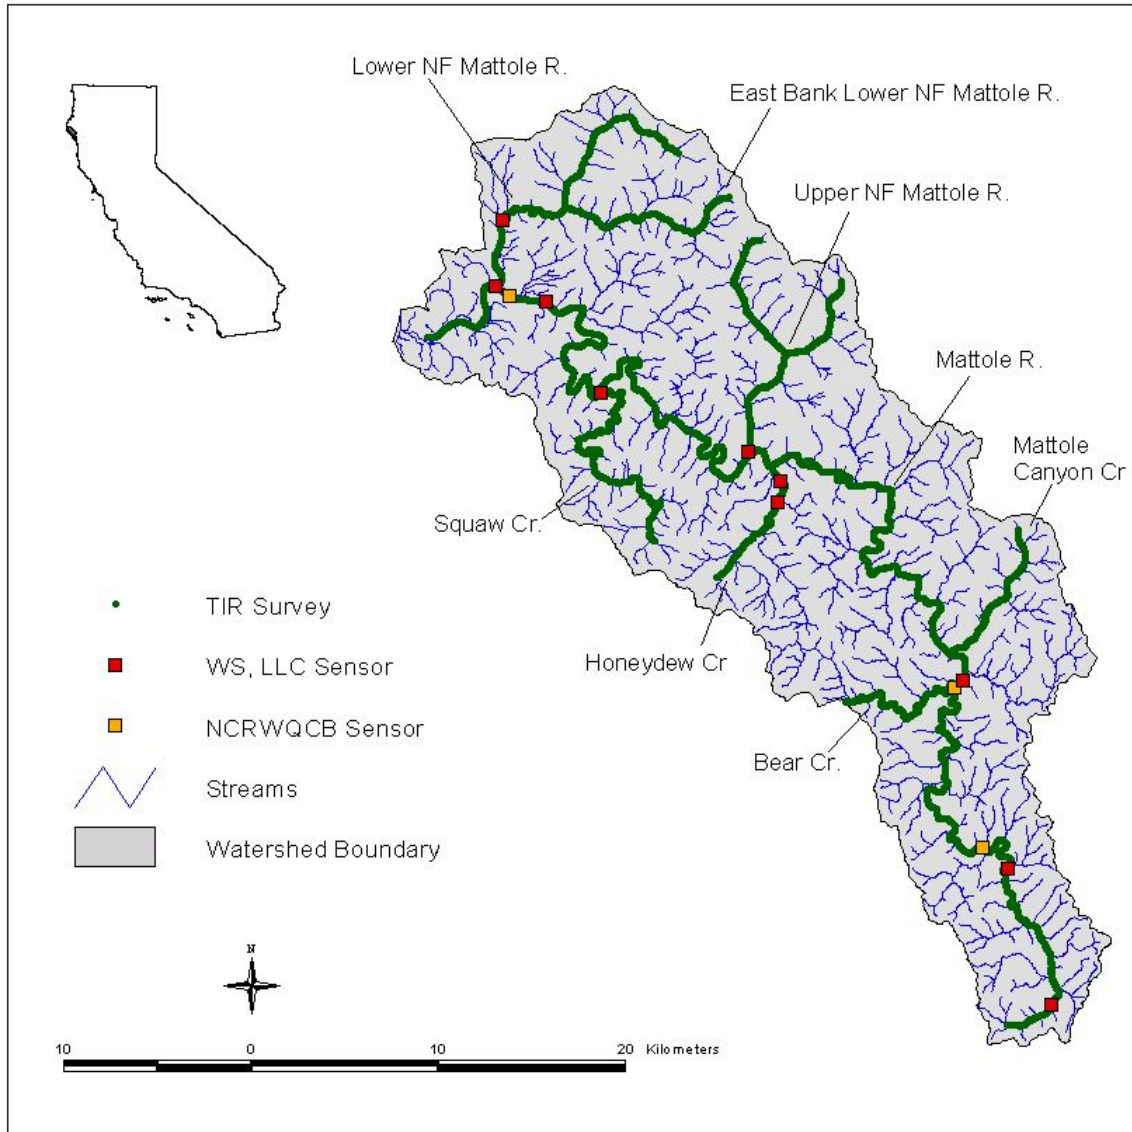 Lower NF Mattole R.
East Bank Lower NF Mattole R.
Upper NF Mattole R.
Mattole R.
Mattole
Canyon Cr
Squaw Cr.
Honeydew Cr
Bear Cr.
TIR Survey
WS, LLC Sensor
NCRWQCB Sensor
Streams
Watershed Boundary
N
10 0 10 20 Kilometers